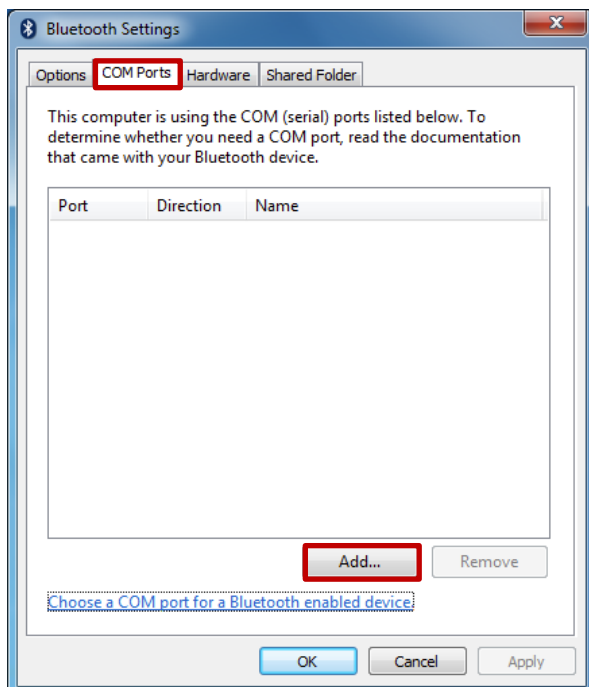 Bluetooth Settings
Options COM Ports Hardware Shared Folder
This computer is using the COM (serial) ports listed below. To
determine whether you need a COM port, read the documentation
that came with your Bluetooth device.
Port Direction Name
Add... Remove
Choose a COM port for a Bluetooth enabled device.
OK Cancel Apply